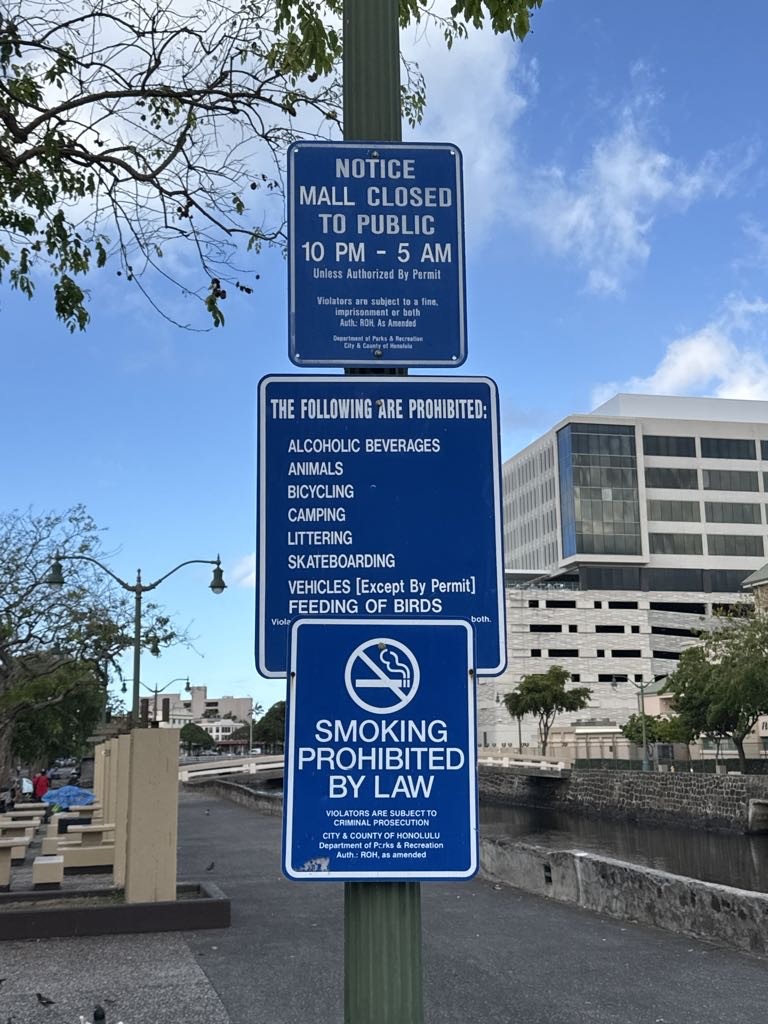 NOTICE
MALL CLOSED
TO PUBLIC
10 PM - 5 AM
Unless Authorized By Permit
Violators are subject to a fine,
imprisonment or both
Auth.: ROH, As Amended
Department of Parks & Recreation
City & County of Honolulu
THE FOLLOWING ARE PROHIBITED:
ALCOHOLIC BEVERAGES
ANIMALS
BICYCLING
CAMPING
LITTERING
SKATEBOARDING
VEHICLES [Except By Permit]
FEEDING OF BIRDS
both.
SMOKING
PROHIBITED
BY LAW
VIOLATORS ARE SUBJECT TO
CRIMINAL PROSECUTION
CITY & COUNTY OF HONOLULU
Department of Parks & Recreation
Auth.: ROH, as amended